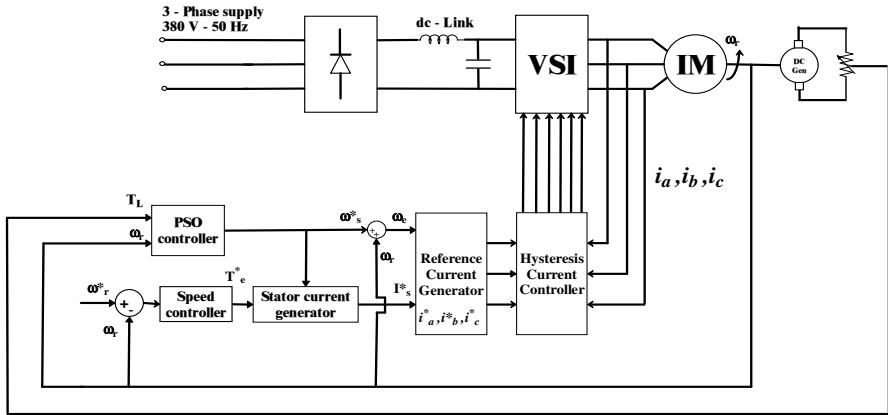 3 - Phase supply
380 V - 50 Hz
dc - Link
VSI
IM
ωr
DC
Gen
ia ,ib ,ic
TL
ωr
PSO
controller
ω*s
+
+
ωe
ωr
Reference
Current
Generator
i*a , i*b , i*c
Hysteresis
Current
Controller
ω*r
+
-
ωr
Speed
controller
T*e
Stator current
generator
I*s